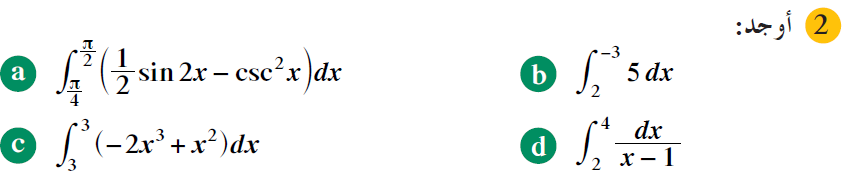 2 أوجد:
a ∫_{π/4}^{π/2} (1/2 sin 2x – csc²x)dx
b ∫_{2}^{–3} 5 dx
c ∫_{3}^{3} (–2x³ + x²)dx
d ∫_{2}^{4} dx/(x – 1)